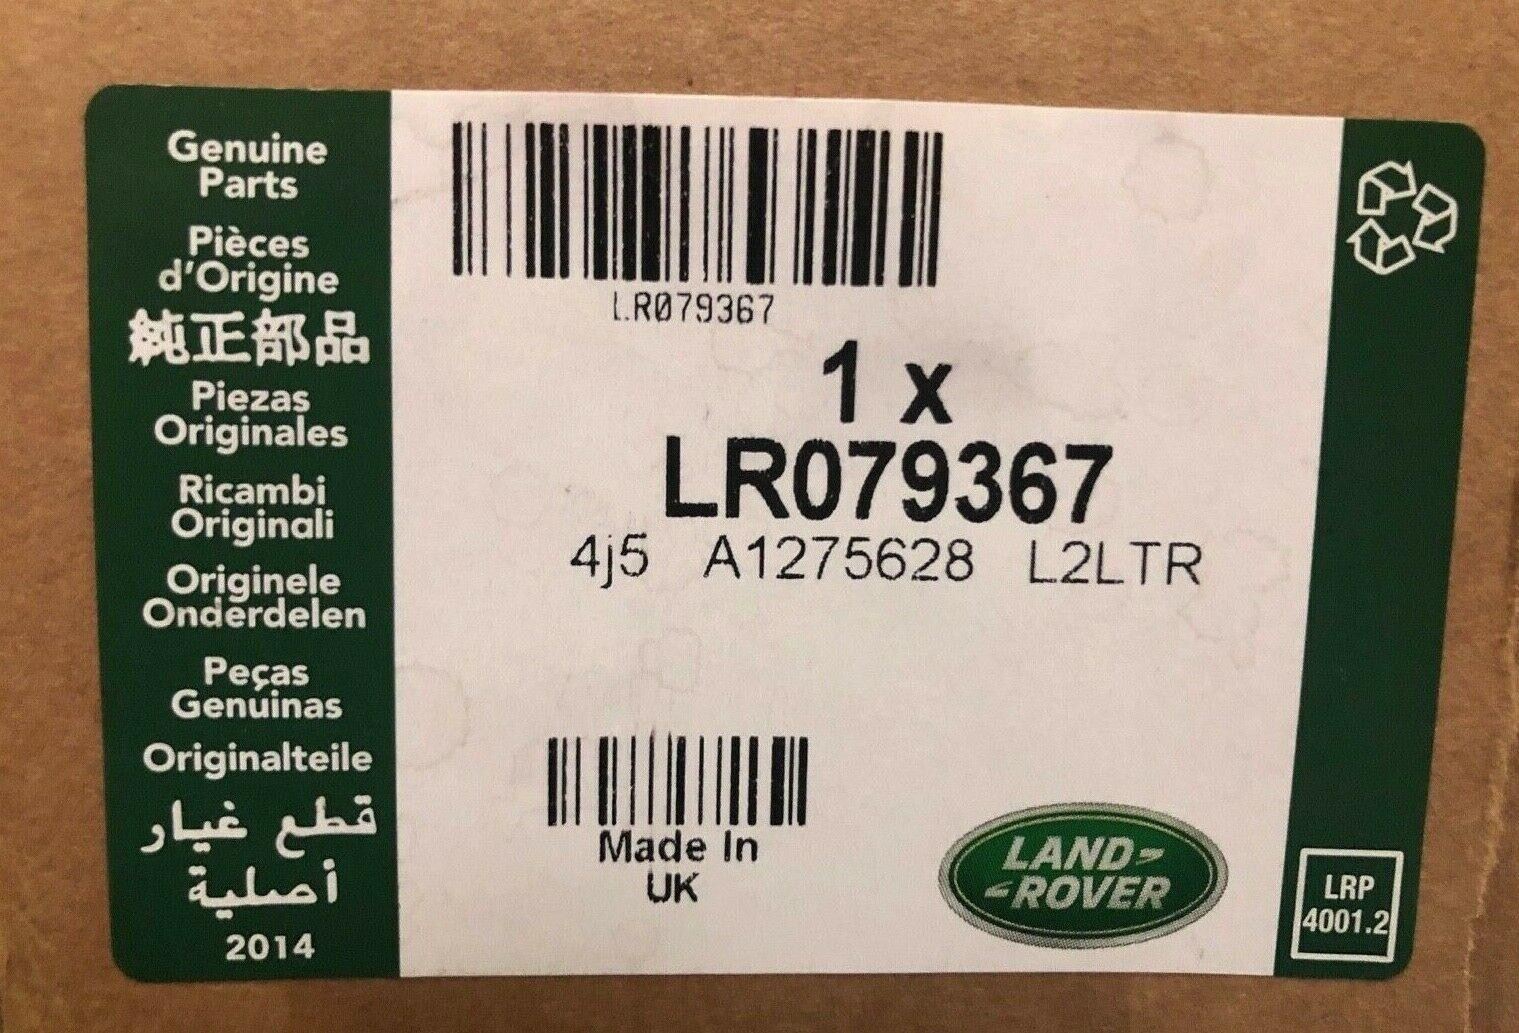 Genuine
Parts
Pièces
d'Origine
純正部品
Piezas
Originales
Ricambi
Originali
Originele
Onderdelen
Peças
Genuinas
Originalteile
قطع غيار
أصلية
2014
LR079367
1 x
LR079367
4j5 A1275628 L2LTR
Made In
UK
LAND-
-ROVER
LRP
4001.2